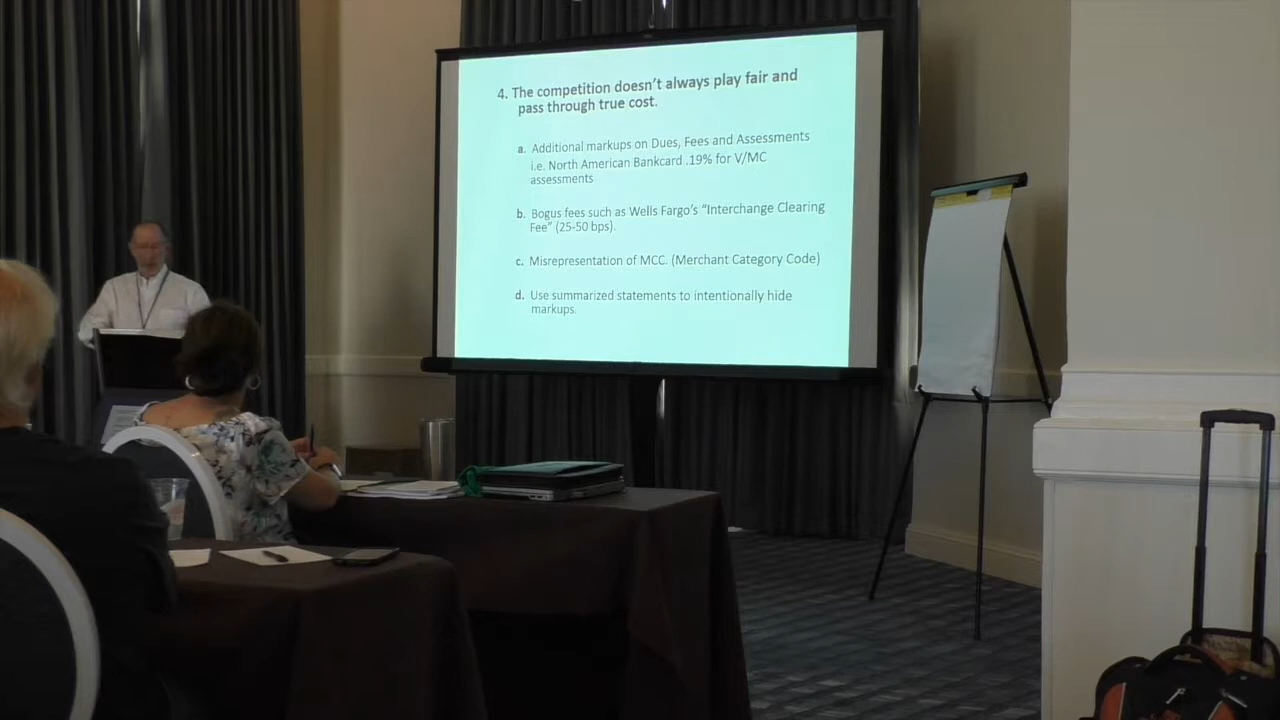 4. The competition doesn't always play fair and
pass through true cost.
a. Additional markups on Dues, Fees and Assessments
i.e. North American Bankcard .19% for V/MC
assessments
b. Bogus fees such as Wells Fargo's “Interchange Clearing
Fee” (25-50 bps).
c. Misrepresentation of MCC. (Merchant Category Code)
d. Use summarized statements to intentionally hide
markups.